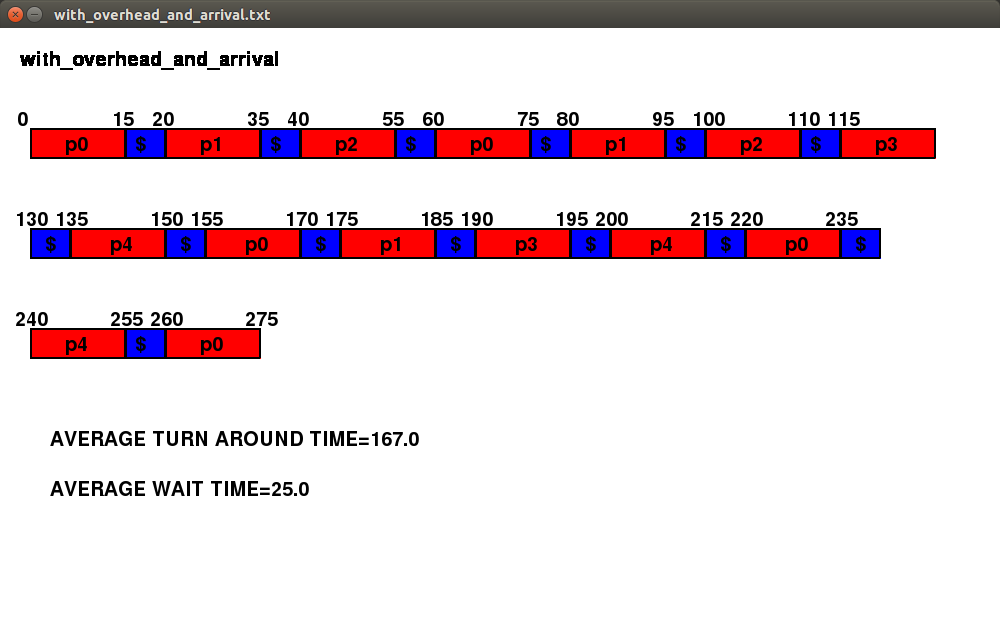 with_overhead_and_arrival.txt
with_overhead_and_arrival
0 15 20 35 40 55 60 75 80 95 100 110 115
p0 $ p1 $ p2 $ p0 $ p1 $ p2 $ p3
130 135 150 155 170 175 185 190 195 200 215 220 235
$ p4 $ p0 $ p1 $ p3 $ p4 $ p0 $
240 255 260 275
p4 $ p0
AVERAGE TURN AROUND TIME=167.0
AVERAGE WAIT TIME=25.0